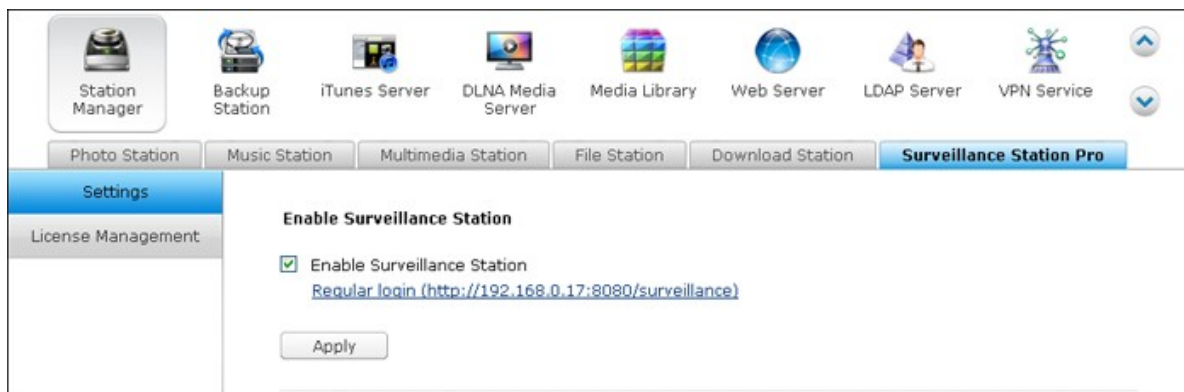 Station
Manager
Backup
Station
iTunes Server
DLNA Media
Server
Media Library
Web Server
LDAP Server
VPN Service
Photo Station
Music Station
Multimedia Station
File Station
Download Station
Surveillance Station Pro
Settings
License Management
Enable Surveillance Station
Enable Surveillance Station
Regular login (http://192.168.0.17:8080/surveillance)
Apply